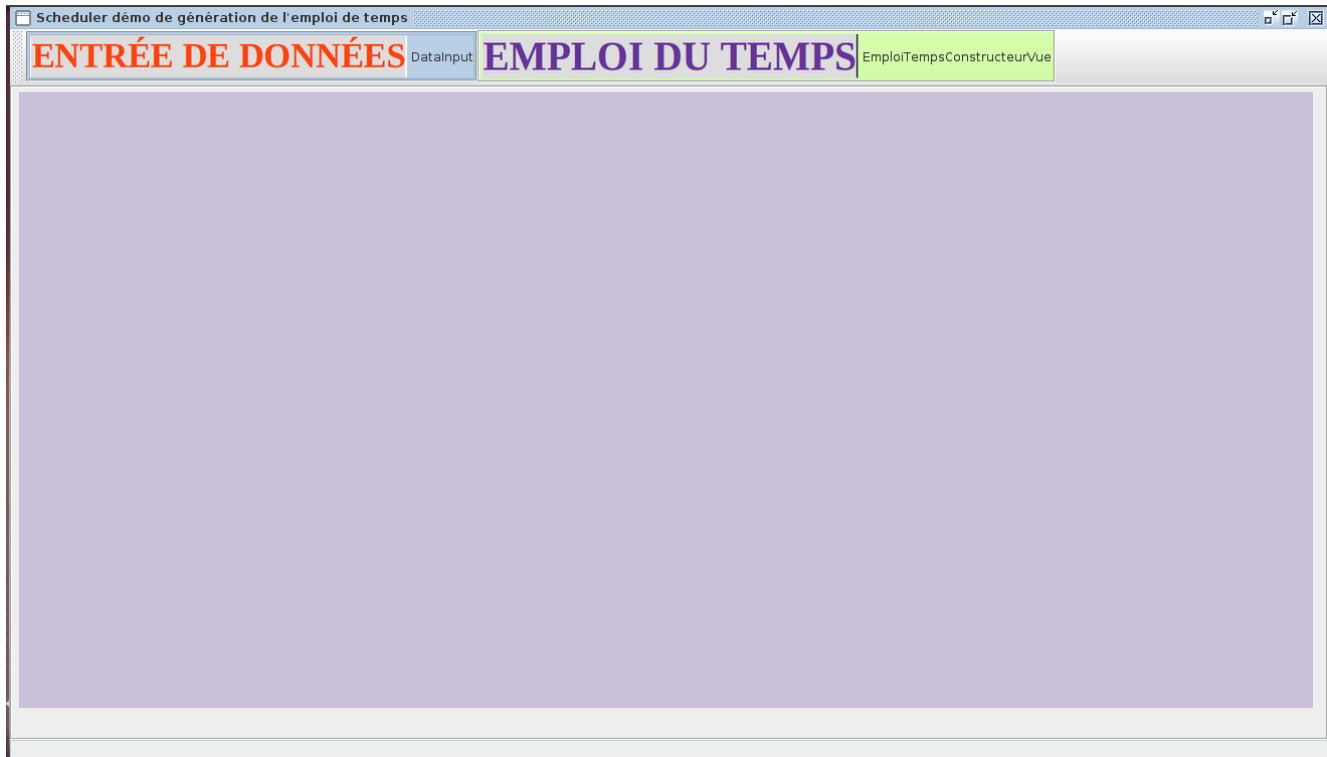 Scheduler démo de génération de l'emploi de temps
ENTRÉE DE DONNÉES DataInput EMPLOI DU TEMPS EmploiTempsConstructeurVue